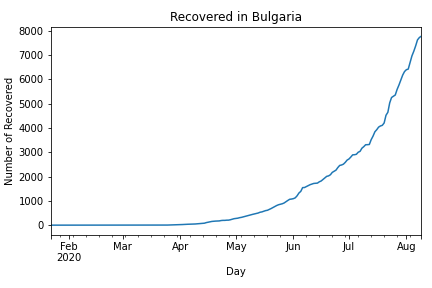 Recovered in Bulgaria
Number of Recovered
8000
7000
6000
5000
4000
3000
2000
1000
0
Feb Mar Apr May Jun Jul Aug
2020
Day